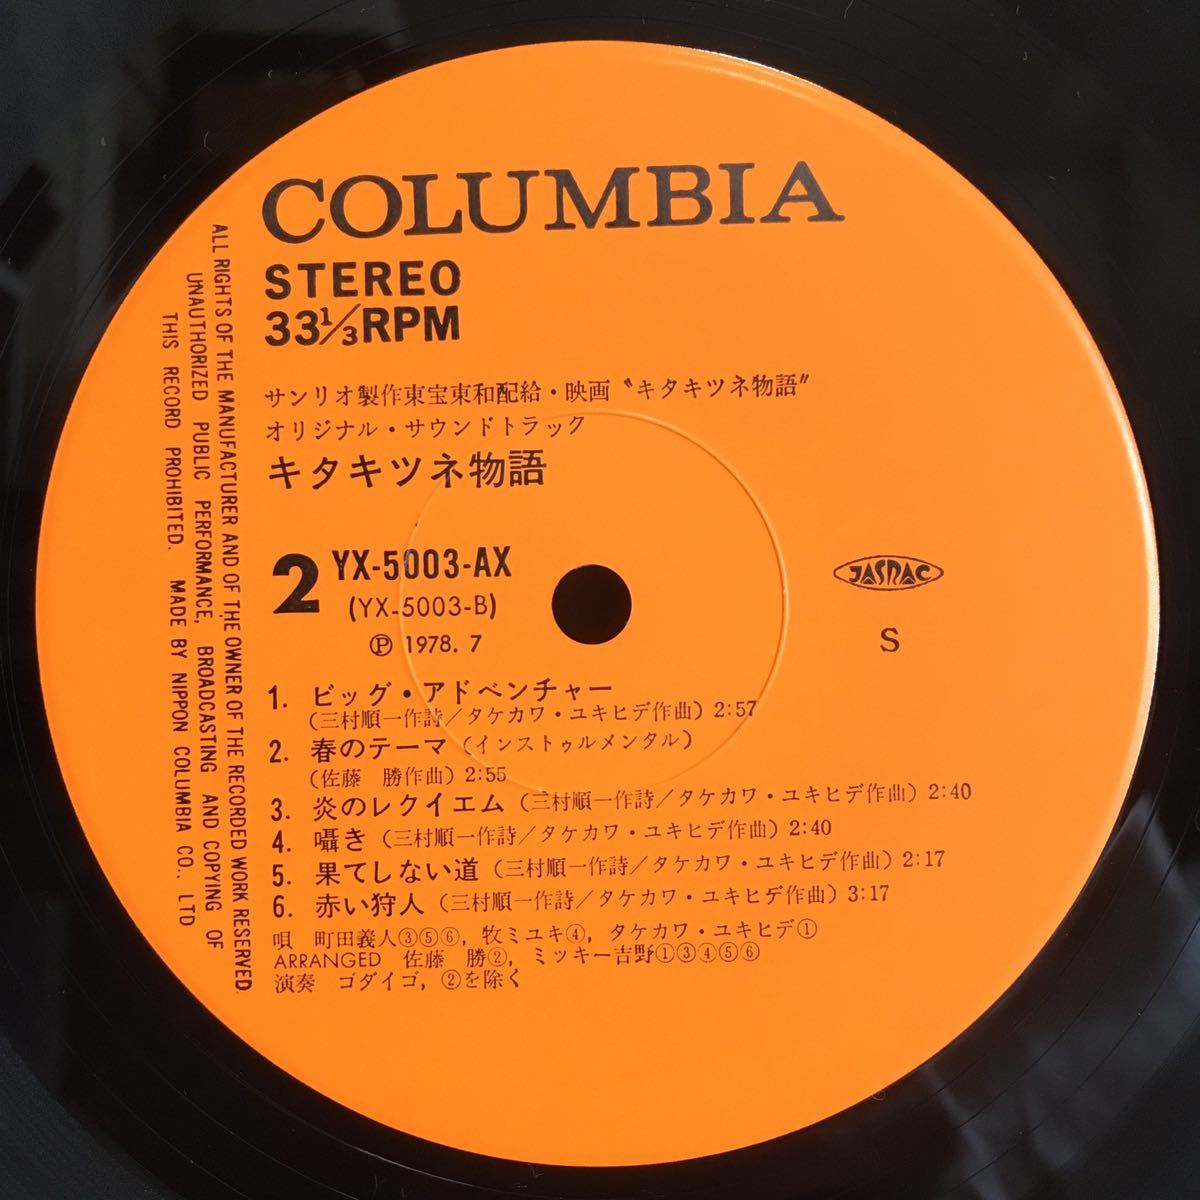 COLUMBIA
STEREO
33⅓RPM
サンリオ製作東宝東和配給・映画〝キタキツネ物語〟
オリジナル・サウンドトラック
キタキツネ物語
2 YX-5003-AX
(YX-5003-B)
Ⓟ 1978. 7
JASRAC
S
1. ビッグ・アドベンチャー
(三村順一作詩/タケカワ・ユキヒデ作曲) 2:57
2. 春のテーマ (インストゥルメンタル)
(佐藤 勝作曲) 2:55
3. 炎のレクイエム (三村順一作詩/タケカワ・ユキヒデ作曲) 2:40
4. 囁き (三村順一作詩/タケカワ・ユキヒデ作曲) 2:40
5. 果てしない道 (三村順一作詩/タケカワ・ユキヒデ作曲) 2:17
6. 赤い狩人 (三村順一作詩/タケカワ・ユキヒデ作曲) 3:17
唄 町田義人③⑤⑥, 牧ミユキ④, タケカワ・ユキヒデ①
ARRANGED 佐藤 勝②, ミッキー吉野①③④⑤⑥
演奏 ゴダイゴ, ②を除く
ALL RIGHTS OF THE MANUFACTURER AND OF THE OWNER OF THE RECORDED WORK RESERVED.
UNAUTHORIZED PUBLIC PERFORMANCE, BROADCASTING AND COPYING OF
THIS RECORD PROHIBITED. MADE BY NIPPON COLUMBIA CO., LTD